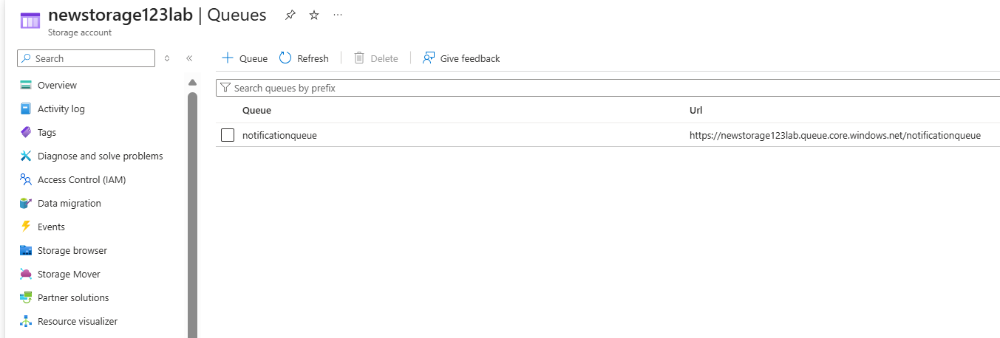 newstorage123lab | Queues
Storage account
Search
Queue Refresh Delete Give feedback
Overview
Activity log
Tags
Diagnose and solve problems
Access Control (IAM)
Data migration
Events
Storage browser
Storage Mover
Partner solutions
Resource visualizer
Search queues by prefix
Queue Url
notificationqueue https://newstorage123lab.queue.core.windows.net/notificationqueue